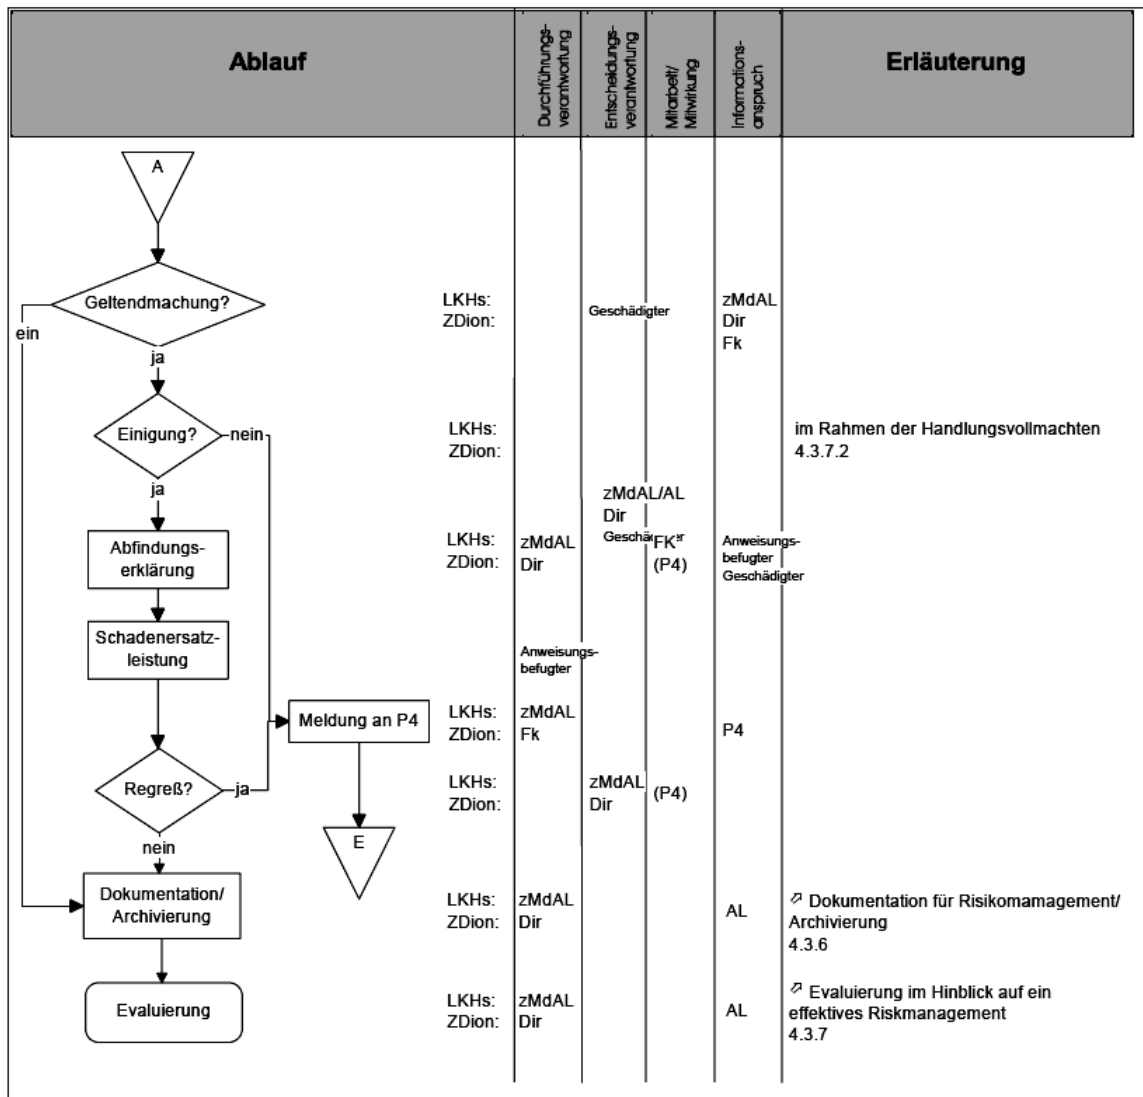 Ablauf
Durchführungs-
verantwortung
Entscheidungs-
verantwortung
Mitarbeit/
Mitwirkung
Informations-
anspruch
Erläuterung
A
Geltendmachung?
ein
ja
LKHs:
ZDion:
Geschädigter
zMdAL
Dir
Fk
Einigung?
nein
ja
LKHs:
ZDion:
im Rahmen der Handlungsvollmachten
4.3.7.2
zMdAL/AL
Dir
Abfindungs-
erklärung
LKHs:
ZDion:
zMdAL
Dir
FK
(P4)
Anweisungs-
befugter
Geschädigter
Schadenersatz-
leistung
Anweisungs-
befugter
Meldung an P4
LKHs:
ZDion:
zMdAL
Fk
P4
Regreß?
ja
nein
LKHs:
ZDion:
zMdAL
Dir
(P4)
E
Dokumentation/
Archivierung
LKHs:
ZDion:
zMdAL
Dir
AL
Dokumentation für Risikomamagement/
Archivierung
4.3.6
Evaluierung
LKHs:
ZDion:
zMdAL
Dir
AL
Evaluierung im Hinblick auf ein
effektives Riskmanagement
4.3.7